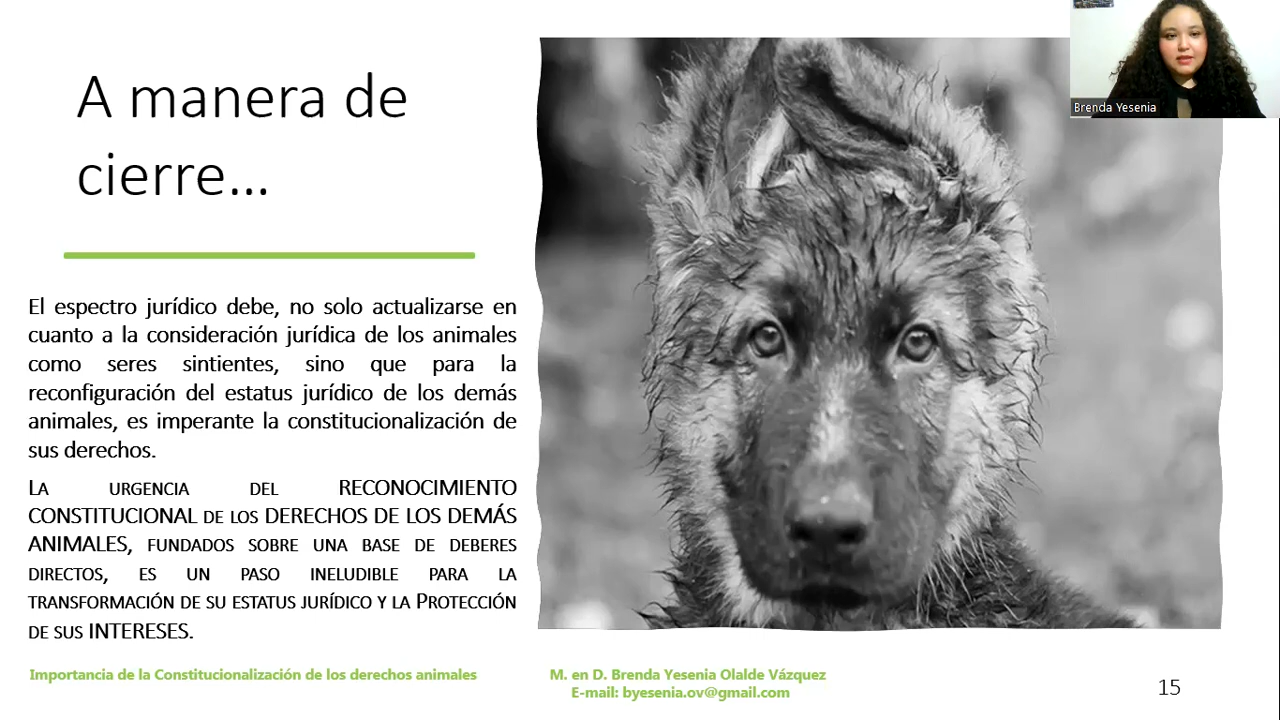 A manera de
cierre...
Brenda Yesenia
El espectro jurídico debe, no solo actualizarse en
cuanto a la consideración jurídica de los animales
como seres sintientes, sino que para la
reconfiguración del estatus jurídico de los demás
animales, es imperante la constitucionalización de
sus derechos.
LA URGENCIA DEL RECONOCIMIENTO
CONSTITUCIONAL DE LOS DERECHOS DE LOS DEMÁS
ANIMALES, FUNDADOS SOBRE UNA BASE DE DEBERES
DIRECTOS, ES UN PASO INELUDIBLE PARA LA
TRANSFORMACIÓN DE SU ESTATUS JURÍDICO Y LA PROTECCIÓN
DE SUS INTERESES.
Importancia de la Constitucionalización de los derechos animales
M. en D. Brenda Yesenia Olalde Vázquez
E-mail: byesenia.ov@gmail.com
15